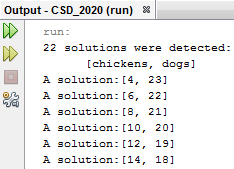 Output - CSD_2020 (run)
run:
22 solutions were detected:
[chickens, dogs]
A solution:[4, 23]
A solution:[6, 22]
A solution:[8, 21]
A solution:[10, 20]
A solution:[12, 19]
A solution:[14, 18]